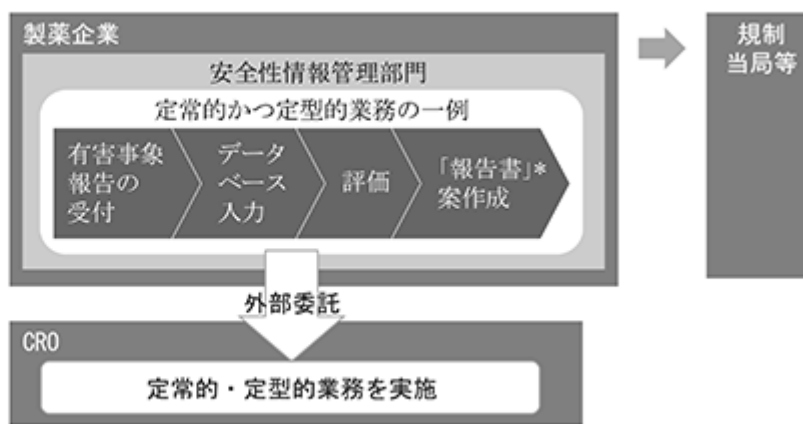 製薬企業
安全性情報管理部門
定常的かつ定型的業務の一例
有害事象
報告の
受付
データ
ベース
入力
評価
「報告書」*
案作成
規制
当局等
外部委託
CRO
定常的・定型的業務を実施